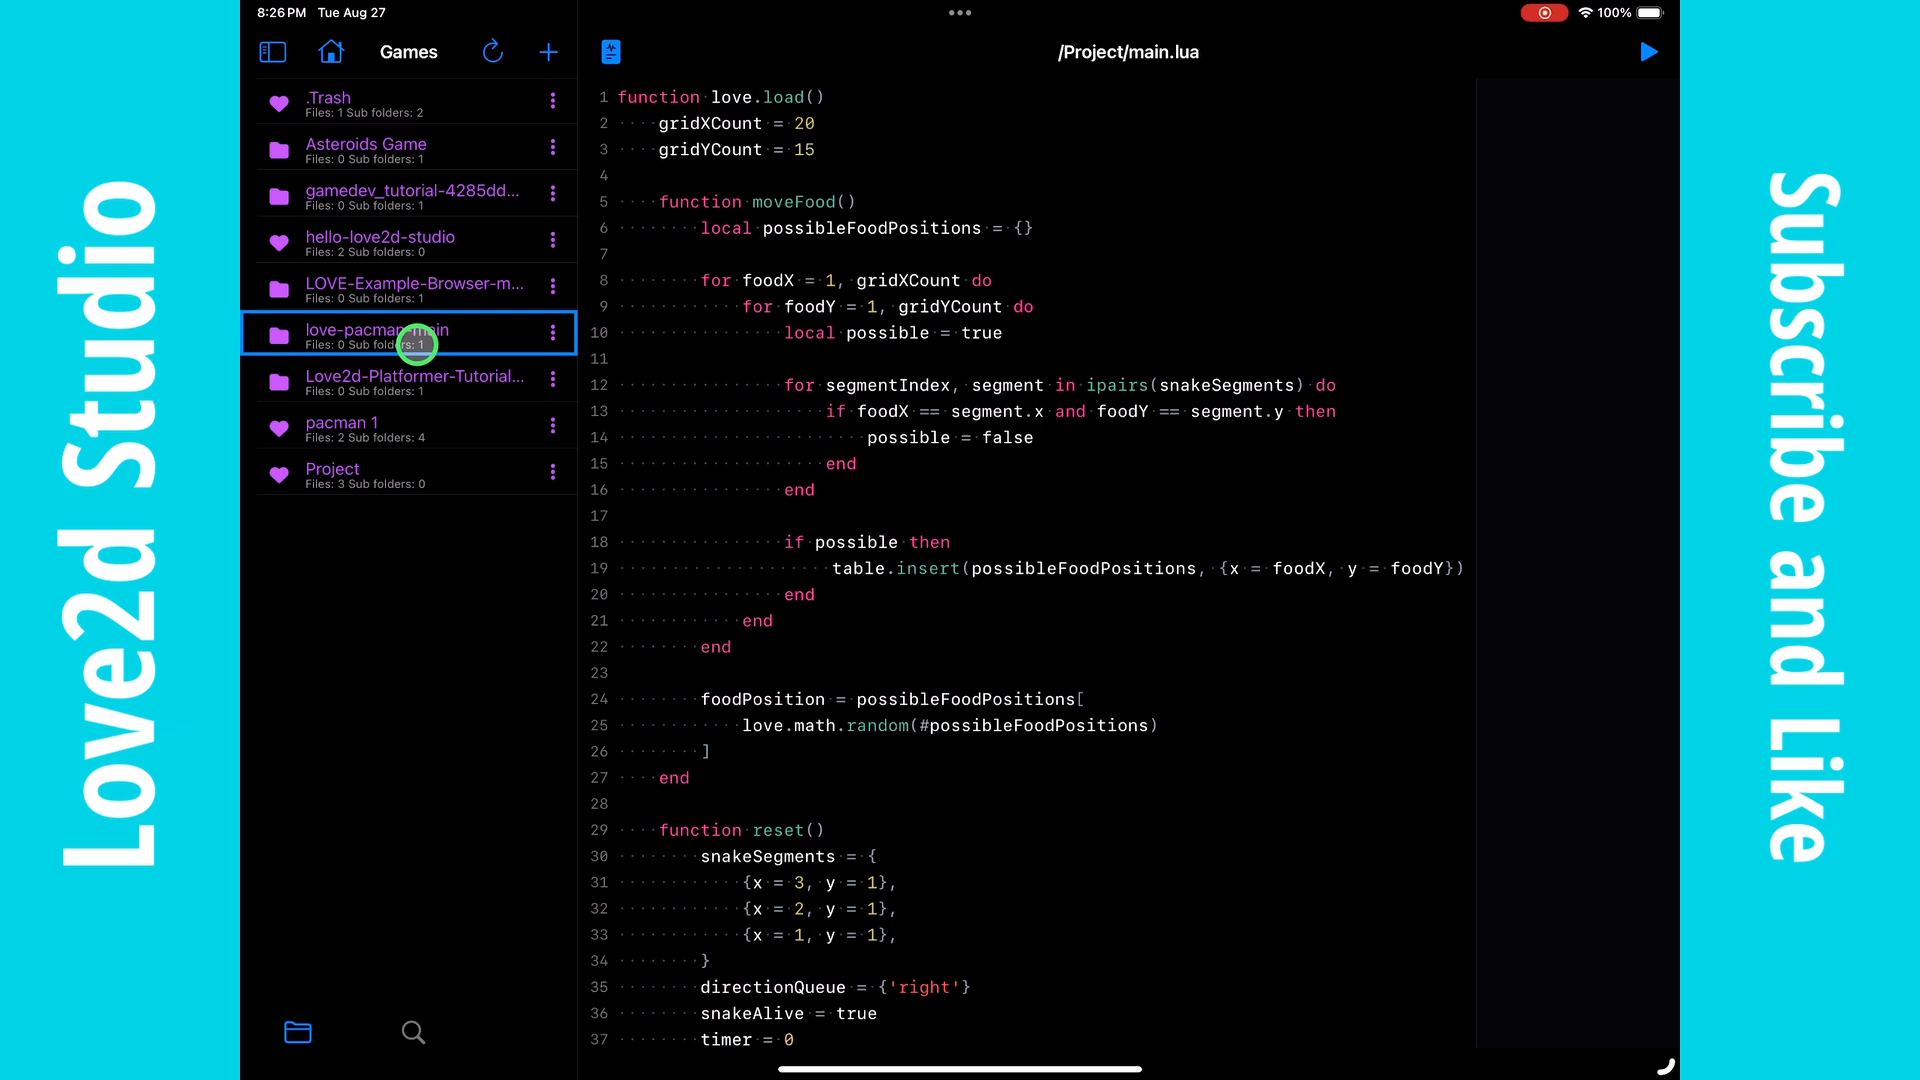 Love2d Studio
8:26 PM Tue Aug 27
100%
Games
/Project/main.lua
.Trash
Files: 1 Sub folders: 2
Asteroids Game
Files: 0 Sub folders: 1
gamedev_tutorial-4285dd...
Files: 0 Sub folders: 1
hello-love2d-studio
Files: 2 Sub folders: 0
LOVE-Example-Browser-m...
Files: 0 Sub folders: 1
love-pacman-main
Files: 0 Sub folders: 1
Love2d-Platformer-Tutorial...
Files: 0 Sub folders: 1
pacman 1
Files: 2 Sub folders: 4
Project
Files: 3 Sub folders: 0
1 function love.load()
2 gridXCount = 20
3 gridYCount = 15
4
5 function moveFood()
6 local possibleFoodPositions = {}
7
8 for foodX = 1, gridXCount do
9 for foodY = 1, gridYCount do
10 local possible = true
11
12 for segmentIndex, segment in ipairs(snakeSegments) do
13 if foodX == segment.x and foodY == segment.y then
14 possible = false
15 end
16 end
17
18 if possible then
19 table.insert(possibleFoodPositions, {x = foodX, y = foodY})
20 end
21 end
22 end
23
24 foodPosition = possibleFoodPositions[
25 love.math.random(#possibleFoodPositions)
26 ]
27 end
28
29 function reset()
30 snakeSegments = {
31 {x = 3, y = 1},
32 {x = 2, y = 1},
33 {x = 1, y = 1},
34 }
35 directionQueue = {'right'}
36 snakeAlive = true
37 timer = 0
Subscribe and Like